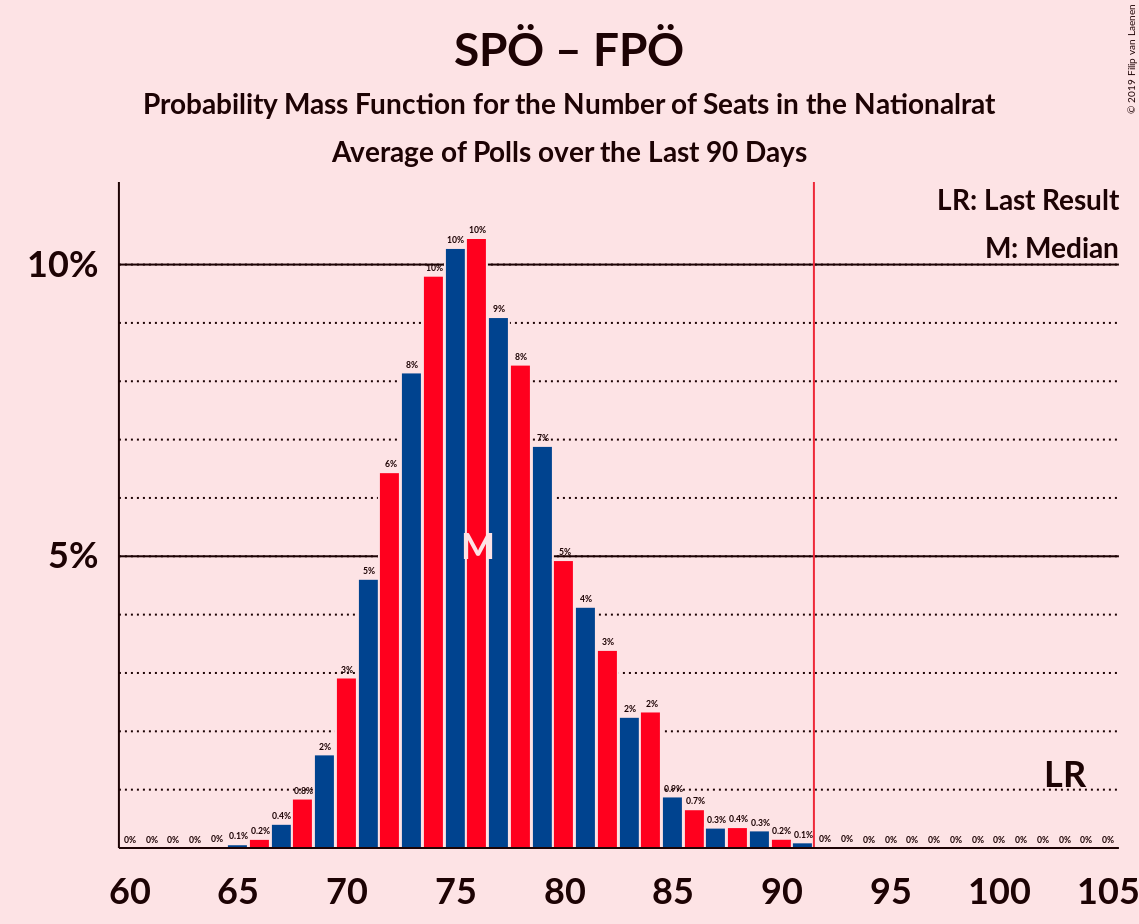 SPÖ – FPÖ
Probability Mass Function for the Number of Seats in the Nationalrat
Average of Polls over the Last 90 Days
© 2019 Filip van Laenen
LR: Last Result
M: Median
10%
5%
0% 0% 0% 0% 0% 0.1% 0.2% 0.4% 0.8% 2% 3% 5% 6% 8% 10% 10% 10% 9% 8% 7% 5% 4% 3% 2% 2% 0.9% 0.7% 0.3% 0.4% 0.3% 0.2% 0.1% 0% 0% 0% 0% 0% 0% 0% 0% 0% 0% 0% 0% 0% 0%
M
LR
60 65 70 75 80 85 90 95 100 105